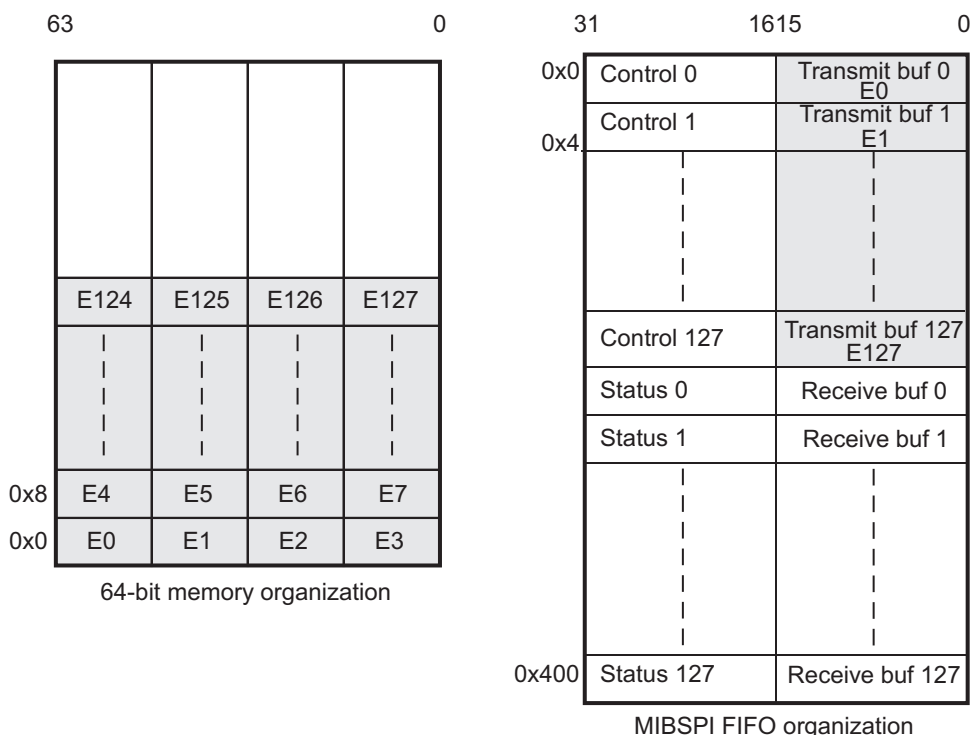 63 0
E124 E125 E126 E127
0x8 E4 E5 E6 E7
0x0 E0 E1 E2 E3
64-bit memory organization
31 1615 0
0x0 Control 0 Transmit buf 0
E0
Control 1 Transmit buf 1
0x4 E1
Control 127 Transmit buf 127
E127
Status 0 Receive buf 0
Status 1 Receive buf 1
0x400 Status 127 Receive buf 127
MIBSPI FIFO organization